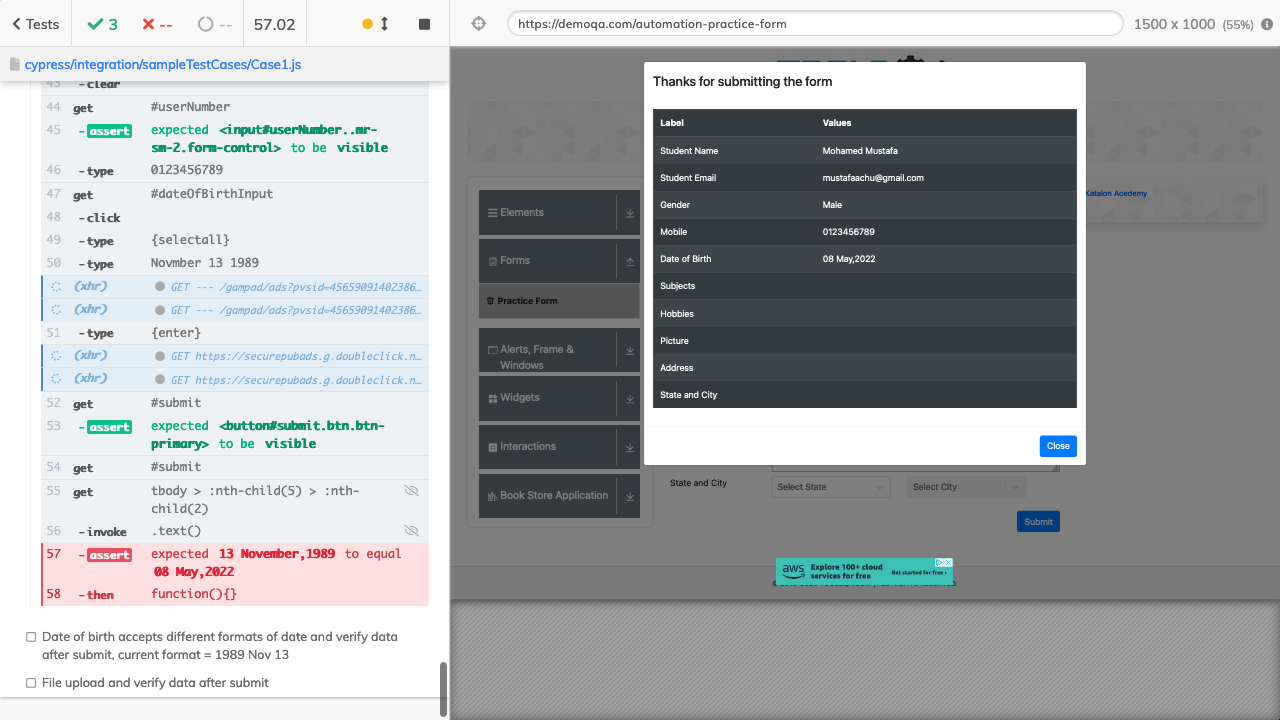 Tests
3
--
--
57.02
https://demoqa.com/automation-practice-form
1500 x 1000 (55%)
cypress/integration/sampleTestCases/Case1.js
43 -clear
44 get #userNumber
45 -assert expected <input#userNumber..mr-
sm-2.form-control> to be visible
46 -type 0123456789
47 get #dateOfBirthInput
48 -click
49 -type {selectall}
50 -type Novmber 13 1989
(xhr) GET --- /gampad/ads?pvsid=45659091402386…
(xhr) GET --- /gampad/ads?pvsid=45659091402386…
51 -type {enter}
(xhr) GET https://securepubads.g.doubleclick.n…
(xhr) GET https://securepubads.g.doubleclick.n…
52 get #submit
53 -assert expected <button#submit.btn.btn-
primary> to be visible
54 get #submit
55 get tbody > :nth-child(5) > :nth-
child(2)
56 -invoke .text()
57 -assert expected 13 November,1989 to equal
08 May,2022
58 -then function(){}
Date of birth accepts different formats of date and verify data
after submit, current format = 1989 Nov 13
File upload and verify data after submit
Elements
Forms
Practice Form
Alerts, Frame &
Windows
Widgets
Interactions
Book Store Application
Thanks for submitting the form
Label Values
Student Name Mohamed Mustafa
Student Email mustafaachu@gmail.com
Gender Male
Mobile 0123456789
Date of Birth 08 May,2022
Subjects
Hobbies
Picture
Address
State and City
Close
Katalon Acedemy
State and City
Select State
Select City
Submit
aws Explore 100+ cloud
services for free
Get started for free ›